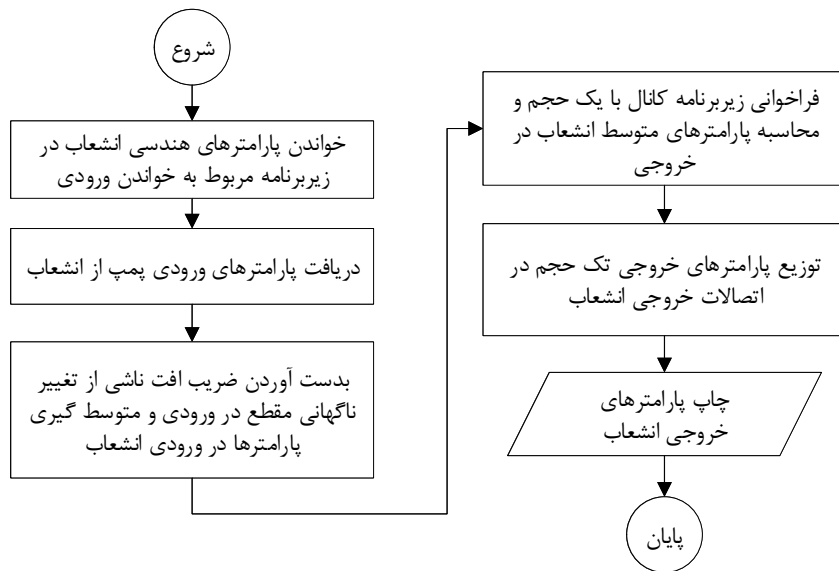 شروع
خواندن پارامترهای هندسی انشعاب در
زیربرنامه مربوط به خواندن ورودی
دریافت پارامترهای ورودی پمپ از انشعاب
بدست آوردن ضریب افت ناشی از تغییر
ناگهانی مقطع در ورودی و متوسط گیری
پارامترها در ورودی انشعاب
فراخوانی زیربرنامه کانال با یک حجم و
محاسبه پارامترهای متوسط انشعاب در
خروجی
توزیع پارامترهای خروجی تک حجم در
اتصالات خروجی انشعاب
چاپ پارامترهای
خروجی انشعاب
پایان